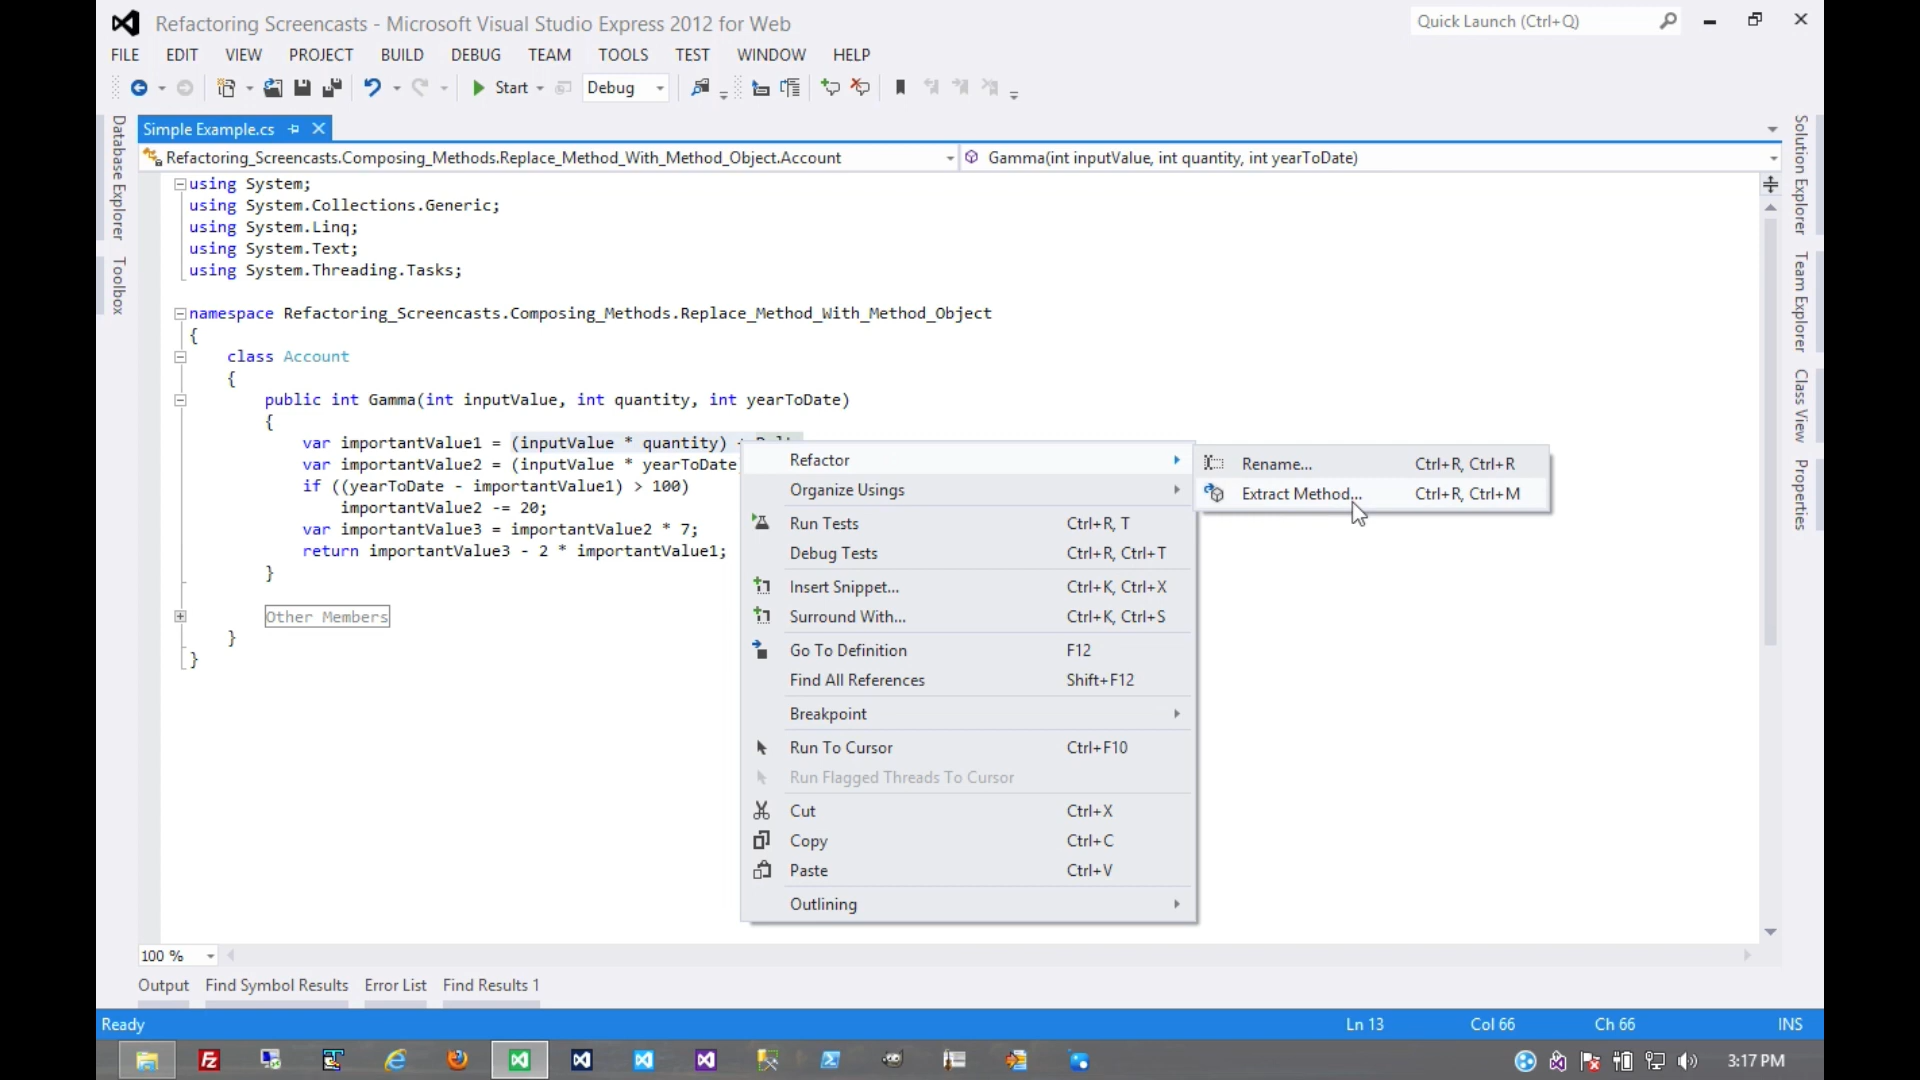 Refactoring Screencasts - Microsoft Visual Studio Express 2012 for Web
Quick Launch (Ctrl+Q)
FILE EDIT VIEW PROJECT BUILD DEBUG TEAM TOOLS TEST WINDOW HELP
Start Debug
Database Explorer
Toolbox
Simple Example.cs
Refactoring_Screencasts.Composing_Methods.Replace_Method_With_Method_Object.Account
Gamma(int inputValue, int quantity, int yearToDate)
using System;
using System.Collections.Generic;
using System.Linq;
using System.Text;
using System.Threading.Tasks;
namespace Refactoring_Screencasts.Composing_Methods.Replace_Method_With_Method_Object
{
class Account
{
public int Gamma(int inputValue, int quantity, int yearToDate)
{
var importantValue1 = (inputValue * quantity)
var importantValue2 = (inputValue * yearToDate
if ((yearToDate - importantValue1) > 100)
importantValue2 -= 20;
var importantValue3 = importantValue2 * 7;
return importantValue3 - 2 * importantValue1;
}
Other Members
}
}
Refactor
Organize Usings
Run Tests Ctrl+R, T
Debug Tests Ctrl+R, Ctrl+T
Insert Snippet... Ctrl+K, Ctrl+X
Surround With... Ctrl+K, Ctrl+S
Go To Definition F12
Find All References Shift+F12
Breakpoint
Run To Cursor Ctrl+F10
Run Flagged Threads To Cursor
Cut Ctrl+X
Copy Ctrl+C
Paste Ctrl+V
Outlining
Rename... Ctrl+R, Ctrl+R
Extract Method... Ctrl+R, Ctrl+M
Solution Explorer
Team Explorer
Class View
Properties
100 %
Output Find Symbol Results Error List Find Results 1
Ready Ln 13 Col 66 Ch 66 INS
3:17 PM